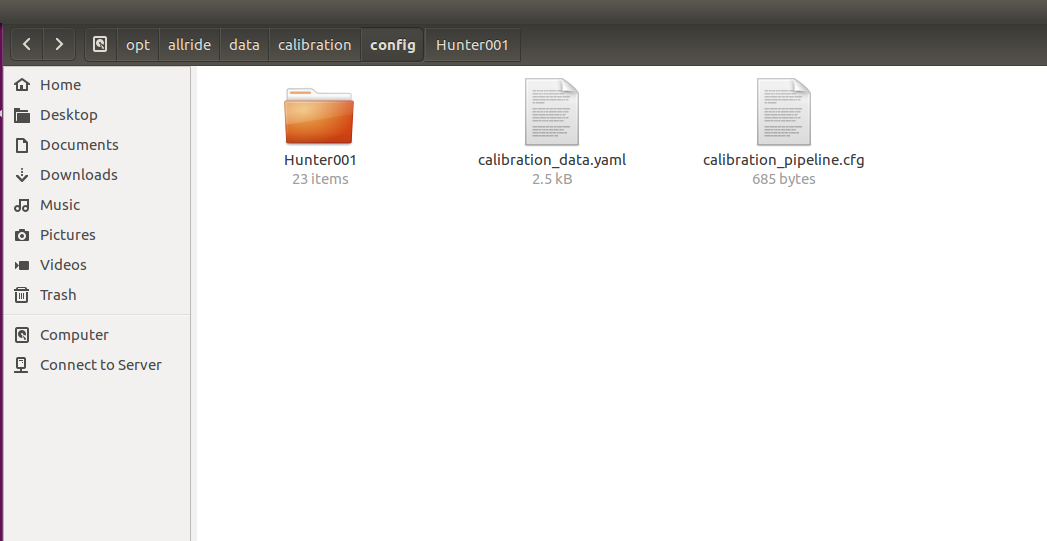 opt allride data calibration config Hunter001
Home
Desktop
Documents
Downloads
Music
Pictures
Videos
Trash
Computer
Connect to Server
Hunter001
23 items
calibration_data.yaml
2.5 kB
calibration_pipeline.cfg
685 bytes